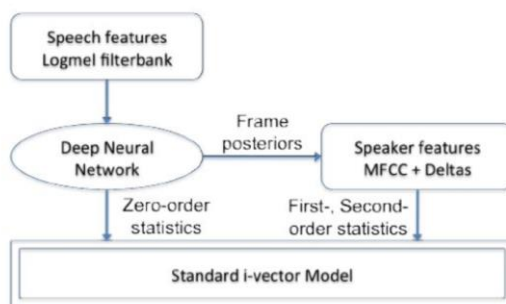 Speech features
Logmel filterbank
Frame
posteriors
Deep Neural
Network
Speaker features
MFCC + Deltas
Zero-order
statistics
First-, Second-
order statistics
Standard i-vector Model